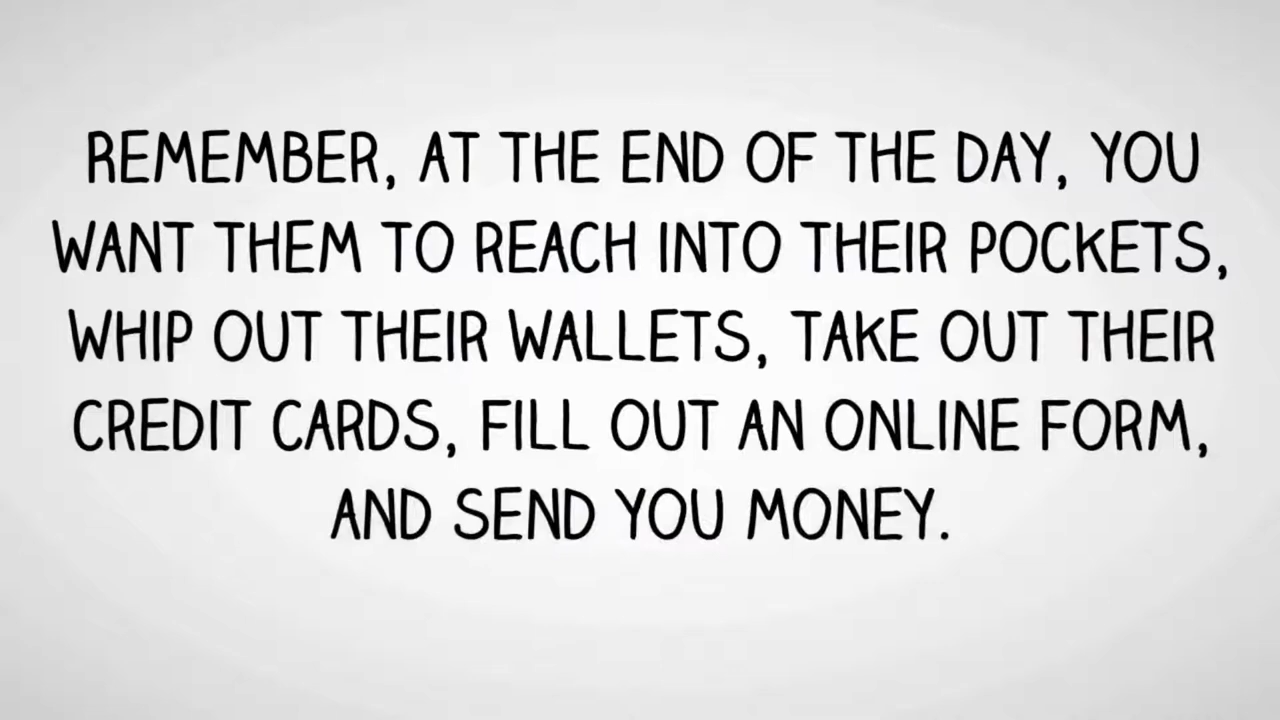 REMEMBER, AT THE END OF THE DAY, YOU
WANT THEM TO REACH INTO THEIR POCKETS,
WHIP OUT THEIR WALLETS, TAKE OUT THEIR
CREDIT CARDS, FILL OUT AN ONLINE FORM,
AND SEND YOU MONEY.